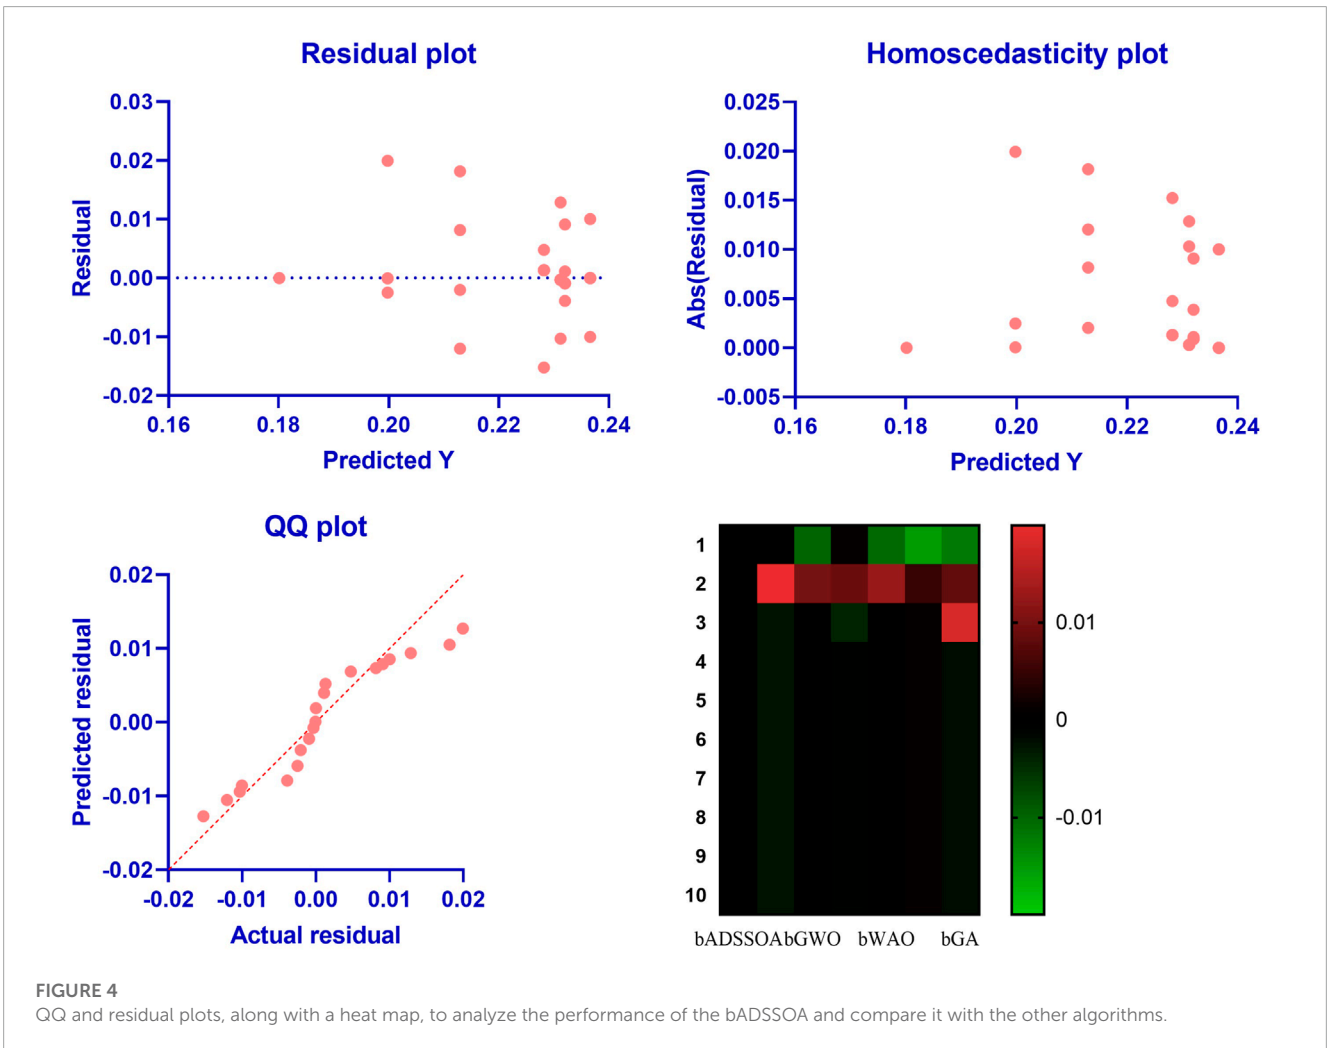 Residual plot
0.03
0.02
0.01
0.00
-0.01
-0.02
Residual
0.16 0.18 0.20 0.22 0.24
Predicted Y
Homoscedasticity plot
0.025
0.020
0.015
0.010
0.005
0.000
-0.005
Abs(Residual)
0.16 0.18 0.20 0.22 0.24
Predicted Y
QQ plot
0.02
0.01
0.00
-0.01
-0.02
Predicted residual
-0.02 -0.01 0.00 0.01 0.02
Actual residual
1
2
3
4
5
6
7
8
9
10
bADSSOA bGWO bWAO bGA
0.01
0
-0.01
FIGURE 4
QQ and residual plots, along with a heat map, to analyze the performance of the bADSSOA and compare it with the other algorithms.